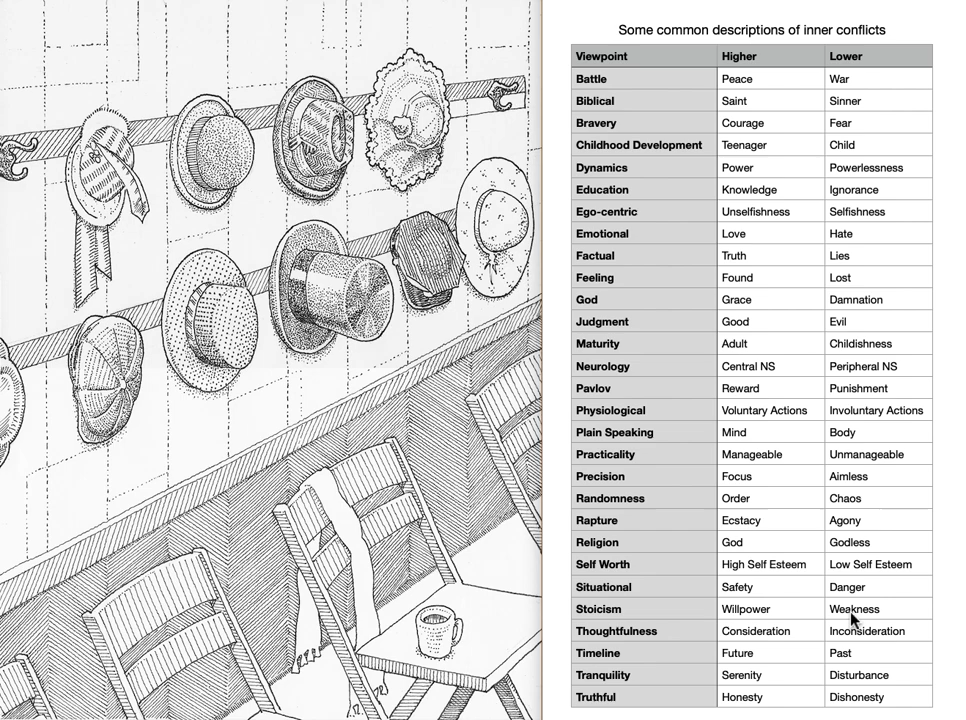 Some common descriptions of inner conflicts
Viewpoint Higher Lower
Battle Peace War
Biblical Saint Sinner
Bravery Courage Fear
Childhood Development Teenager Child
Dynamics Power Powerlessness
Education Knowledge Ignorance
Ego-centric Unselfishness Selfishness
Emotional Love Hate
Factual Truth Lies
Feeling Found Lost
God Grace Damnation
Judgment Good Evil
Maturity Adult Childishness
Neurology Central NS Peripheral NS
Pavlov Reward Punishment
Physiological Voluntary Actions Involuntary Actions
Plain Speaking Mind Body
Practicality Manageable Unmanageable
Precision Focus Aimless
Randomness Order Chaos
Rapture Ecstacy Agony
Religion God Godless
Self Worth High Self Esteem Low Self Esteem
Situational Safety Danger
Stoicism Willpower Weakness
Thoughtfulness Consideration Inconsideration
Timeline Future Past
Tranquility Serenity Disturbance
Truthful Honesty Dishonesty